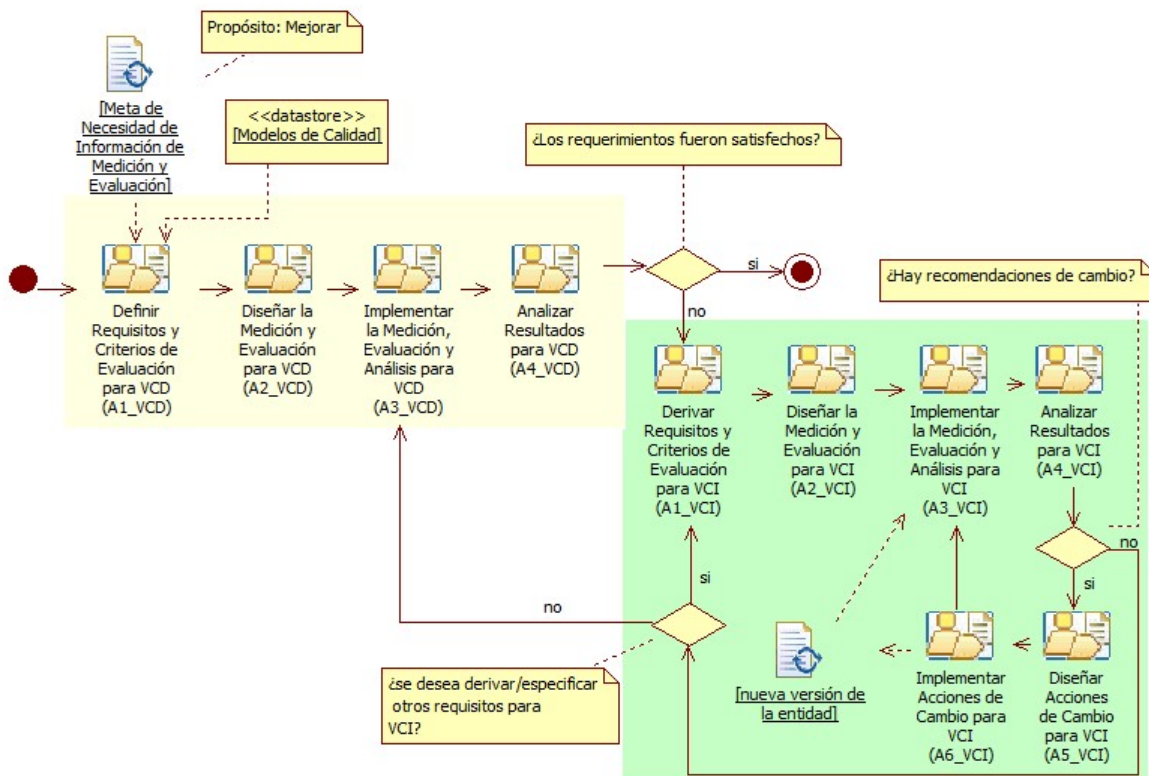 Propósito: Mejorar
[Meta de
Necesidad de
Información de
Medición y
Evaluación]
<<datastore>>
[Modelos de Calidad]
¿Los requerimientos fueron satisfechos?
si
no
¿Hay recomendaciones de cambio?
Definir
Requisitos y
Criterios de
Evaluación
para VCD
(A1_VCD)
Diseñar la
Medición y
Evaluación
para VCD
(A2_VCD)
Implementar
la Medición,
Evaluación y
Análisis para
VCD
(A3_VCD)
Analizar
Resultados
para VCD
(A4_VCD)
Derivar
Requisitos y
Criterios de
Evaluación
para VCI
(A1_VCI)
Diseñar la
Medición y
Evaluación
para VCI
(A2_VCI)
Implementar
la Medición,
Evaluación y
Análisis para
VCI
(A3_VCI)
Analizar
Resultados
para VCI
(A4_VCI)
no
si
si
no
¿se desea derivar/especificar
otros requisitos para
VCI?
[nueva versión de
la entidad]
Implementar
Acciones de
Cambio para
VCI
(A6_VCI)
Diseñar
Acciones
de Cambio
para VCI
(A5_VCI)